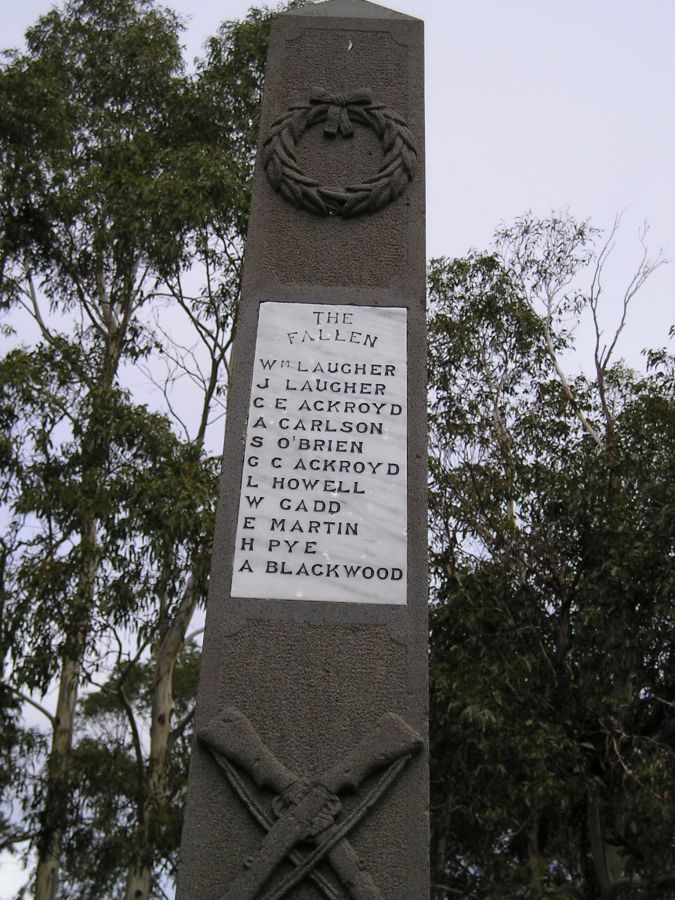 THE
FALLEN
Wᵐ LAUGHER
J LAUGHER
C E ACKROYD
A CARLSON
S O'BRIEN
G C ACKROYD
L HOWELL
W GADD
E MARTIN
H PYE
A BLACKWOOD